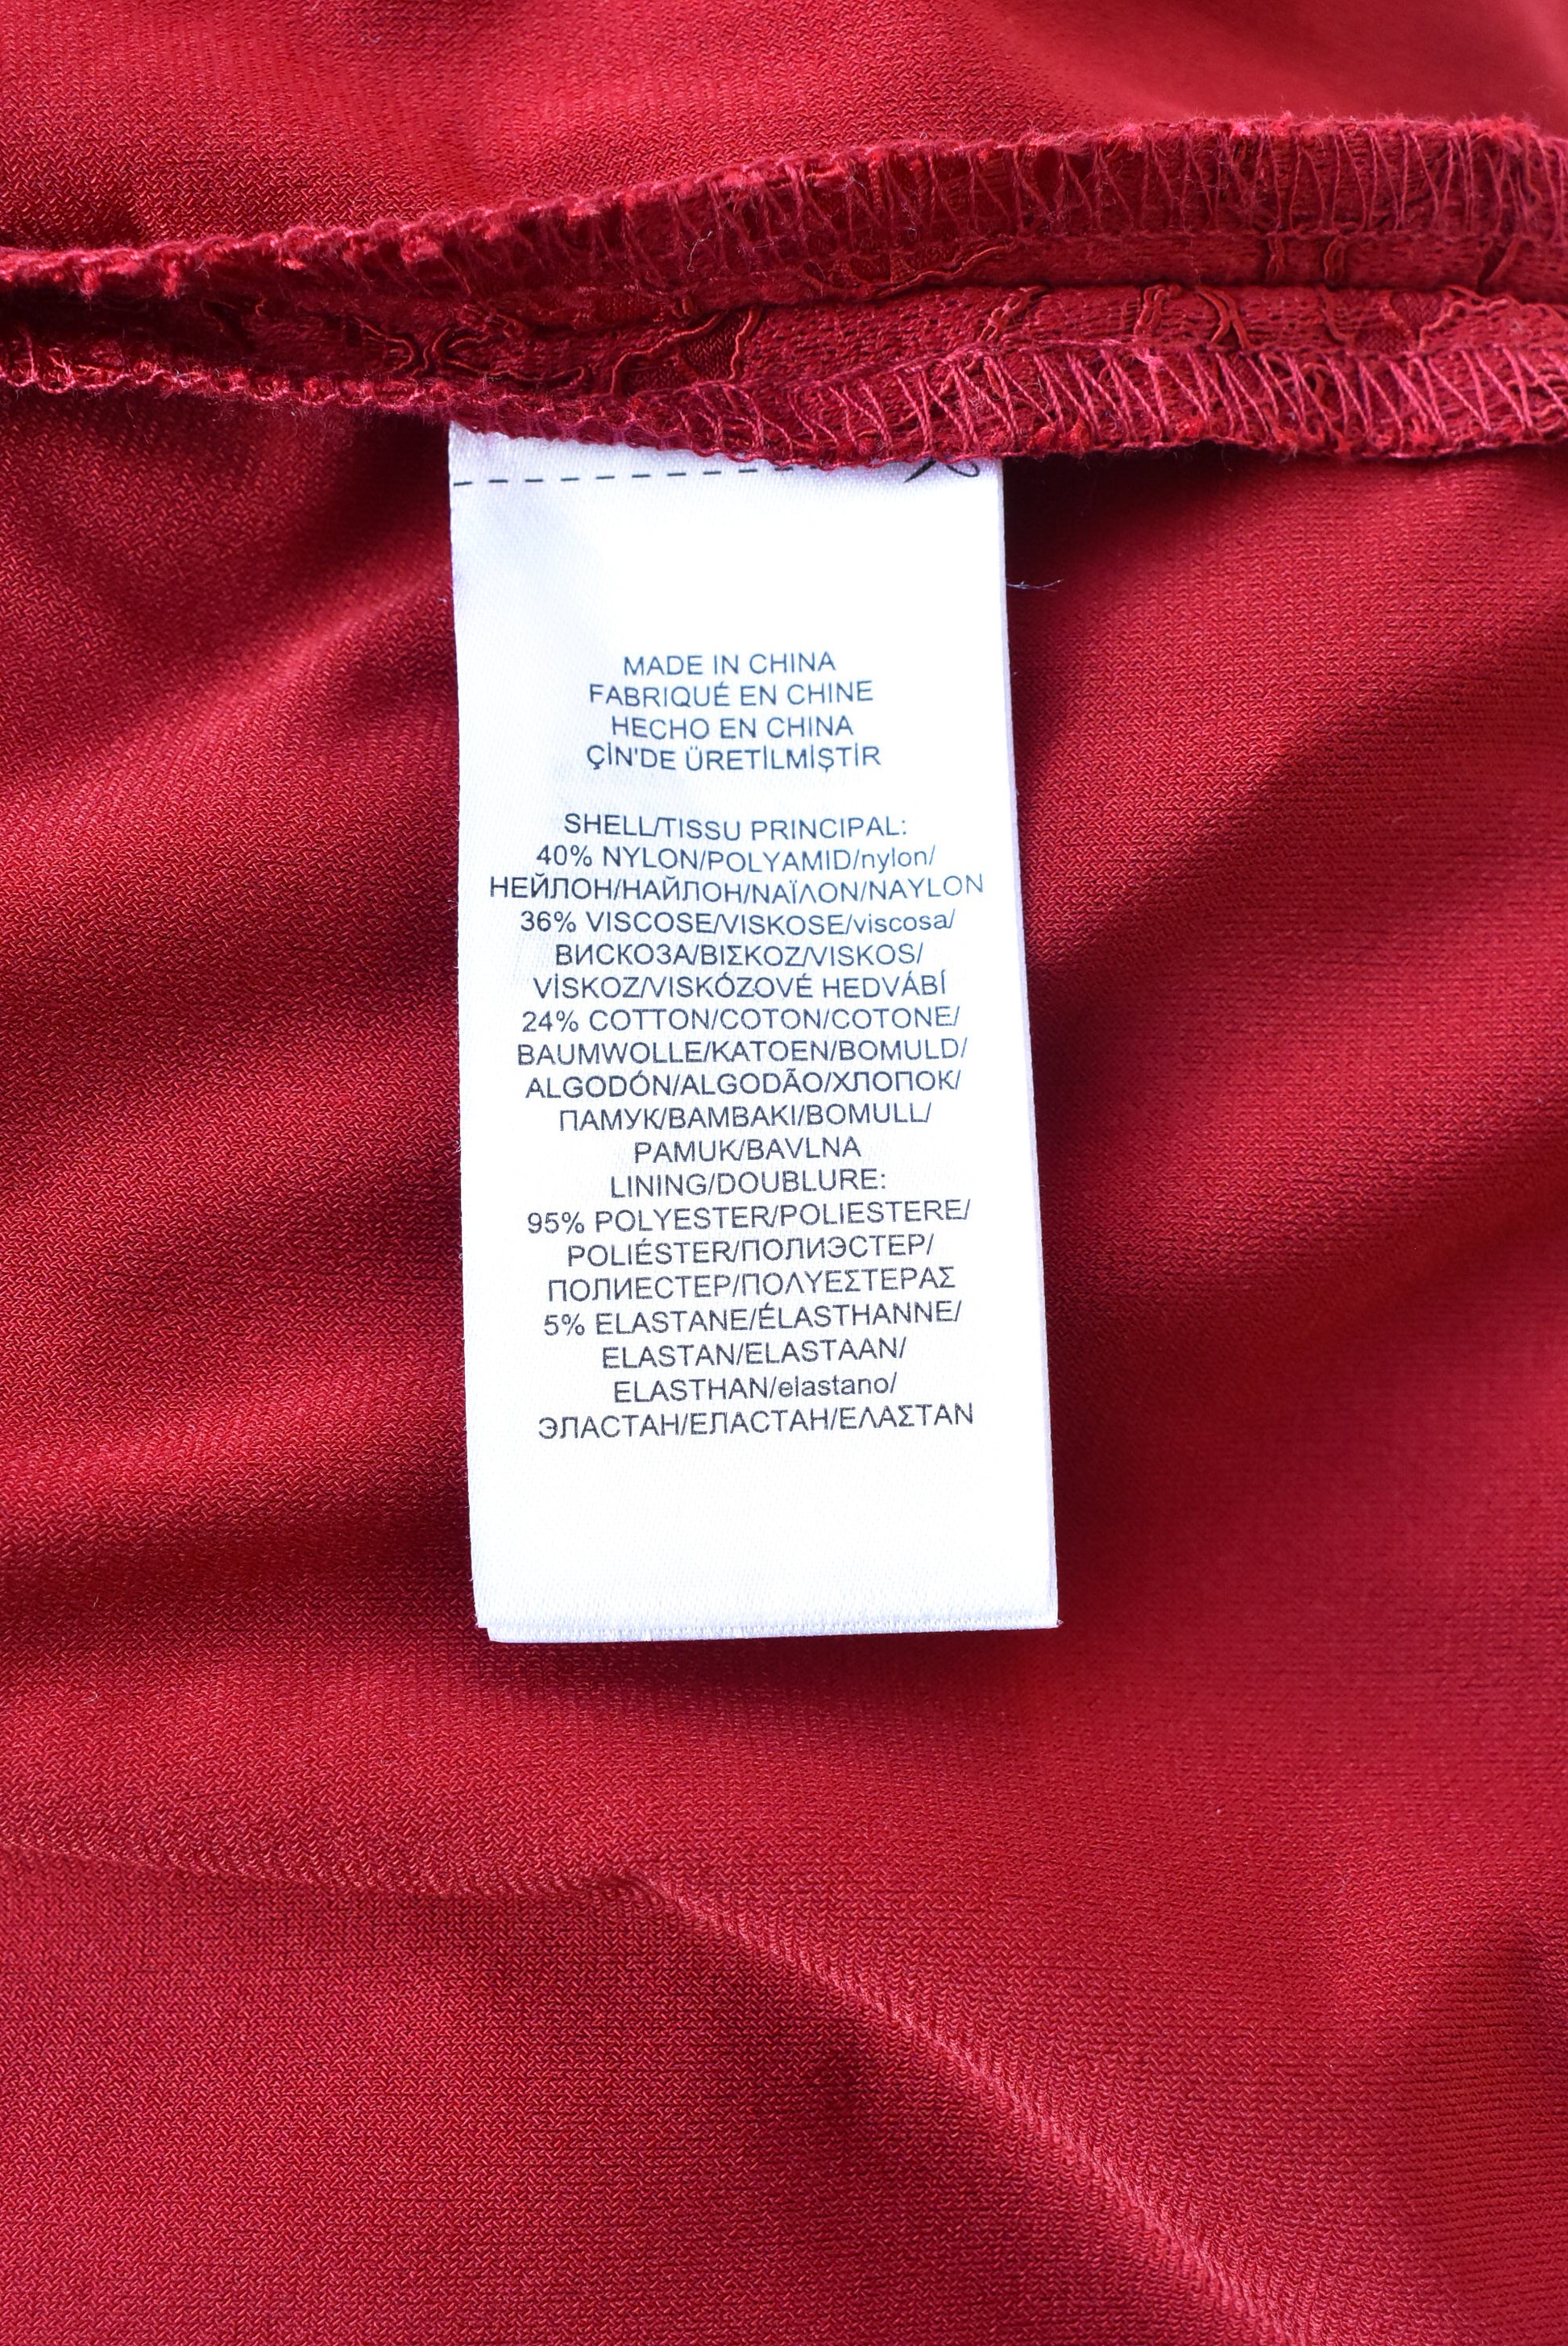 MADE IN CHINA
FABRIQUÉ EN CHINE
HECHO EN CHINA
ÇİN'DE ÜRETİLMİŞTİR
SHELL/TISSU PRINCIPAL:
40% NYLON/POLYAMID/nylon/
НЕЙЛОН/НАЙЛОН/ΝΑΪΛΟΝ/NAYLON
36% VISCOSE/VISKOSE/viscosa/
ВИСКОЗА/ΒΙΣΚΟΖ/VISKOS/
VİSKOZ/VISKÓZOVÉ HEDVÁBÍ
24% COTTON/COTON/COTONE/
BAUMWOLLE/KATOEN/BOMULD/
ALGODÓN/ALGODÃO/ХЛОПОК/
ПАМУК/ΒΑΜΒΑΚΙ/BOMULL/
PAMUK/BAVLNA
LINING/DOUBLURE:
95% POLYESTER/POLIESTERE/
POLIÉSTER/ПОЛИЭСТЕР/
ПОЛИЕСТЕР/ΠΟΛΥΕΣΤΕΡΑΣ
5% ELASTANE/ÉLASTHANNE/
ELASTAN/ELASTAAN/
ELASTHAN/elastano/
ЭЛАСТАН/ЕЛАСТАН/ΕΛΑΣΤΑΝ